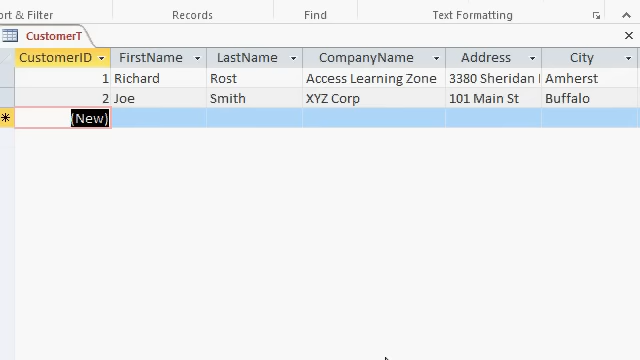 ort & Filter Records Find Text Formatting
CustomerT
CustomerID FirstName LastName CompanyName Address City
1 Richard Rost Access Learning Zone 3380 Sheridan Amherst
2 Joe Smith XYZ Corp 101 Main St Buffalo
(New)